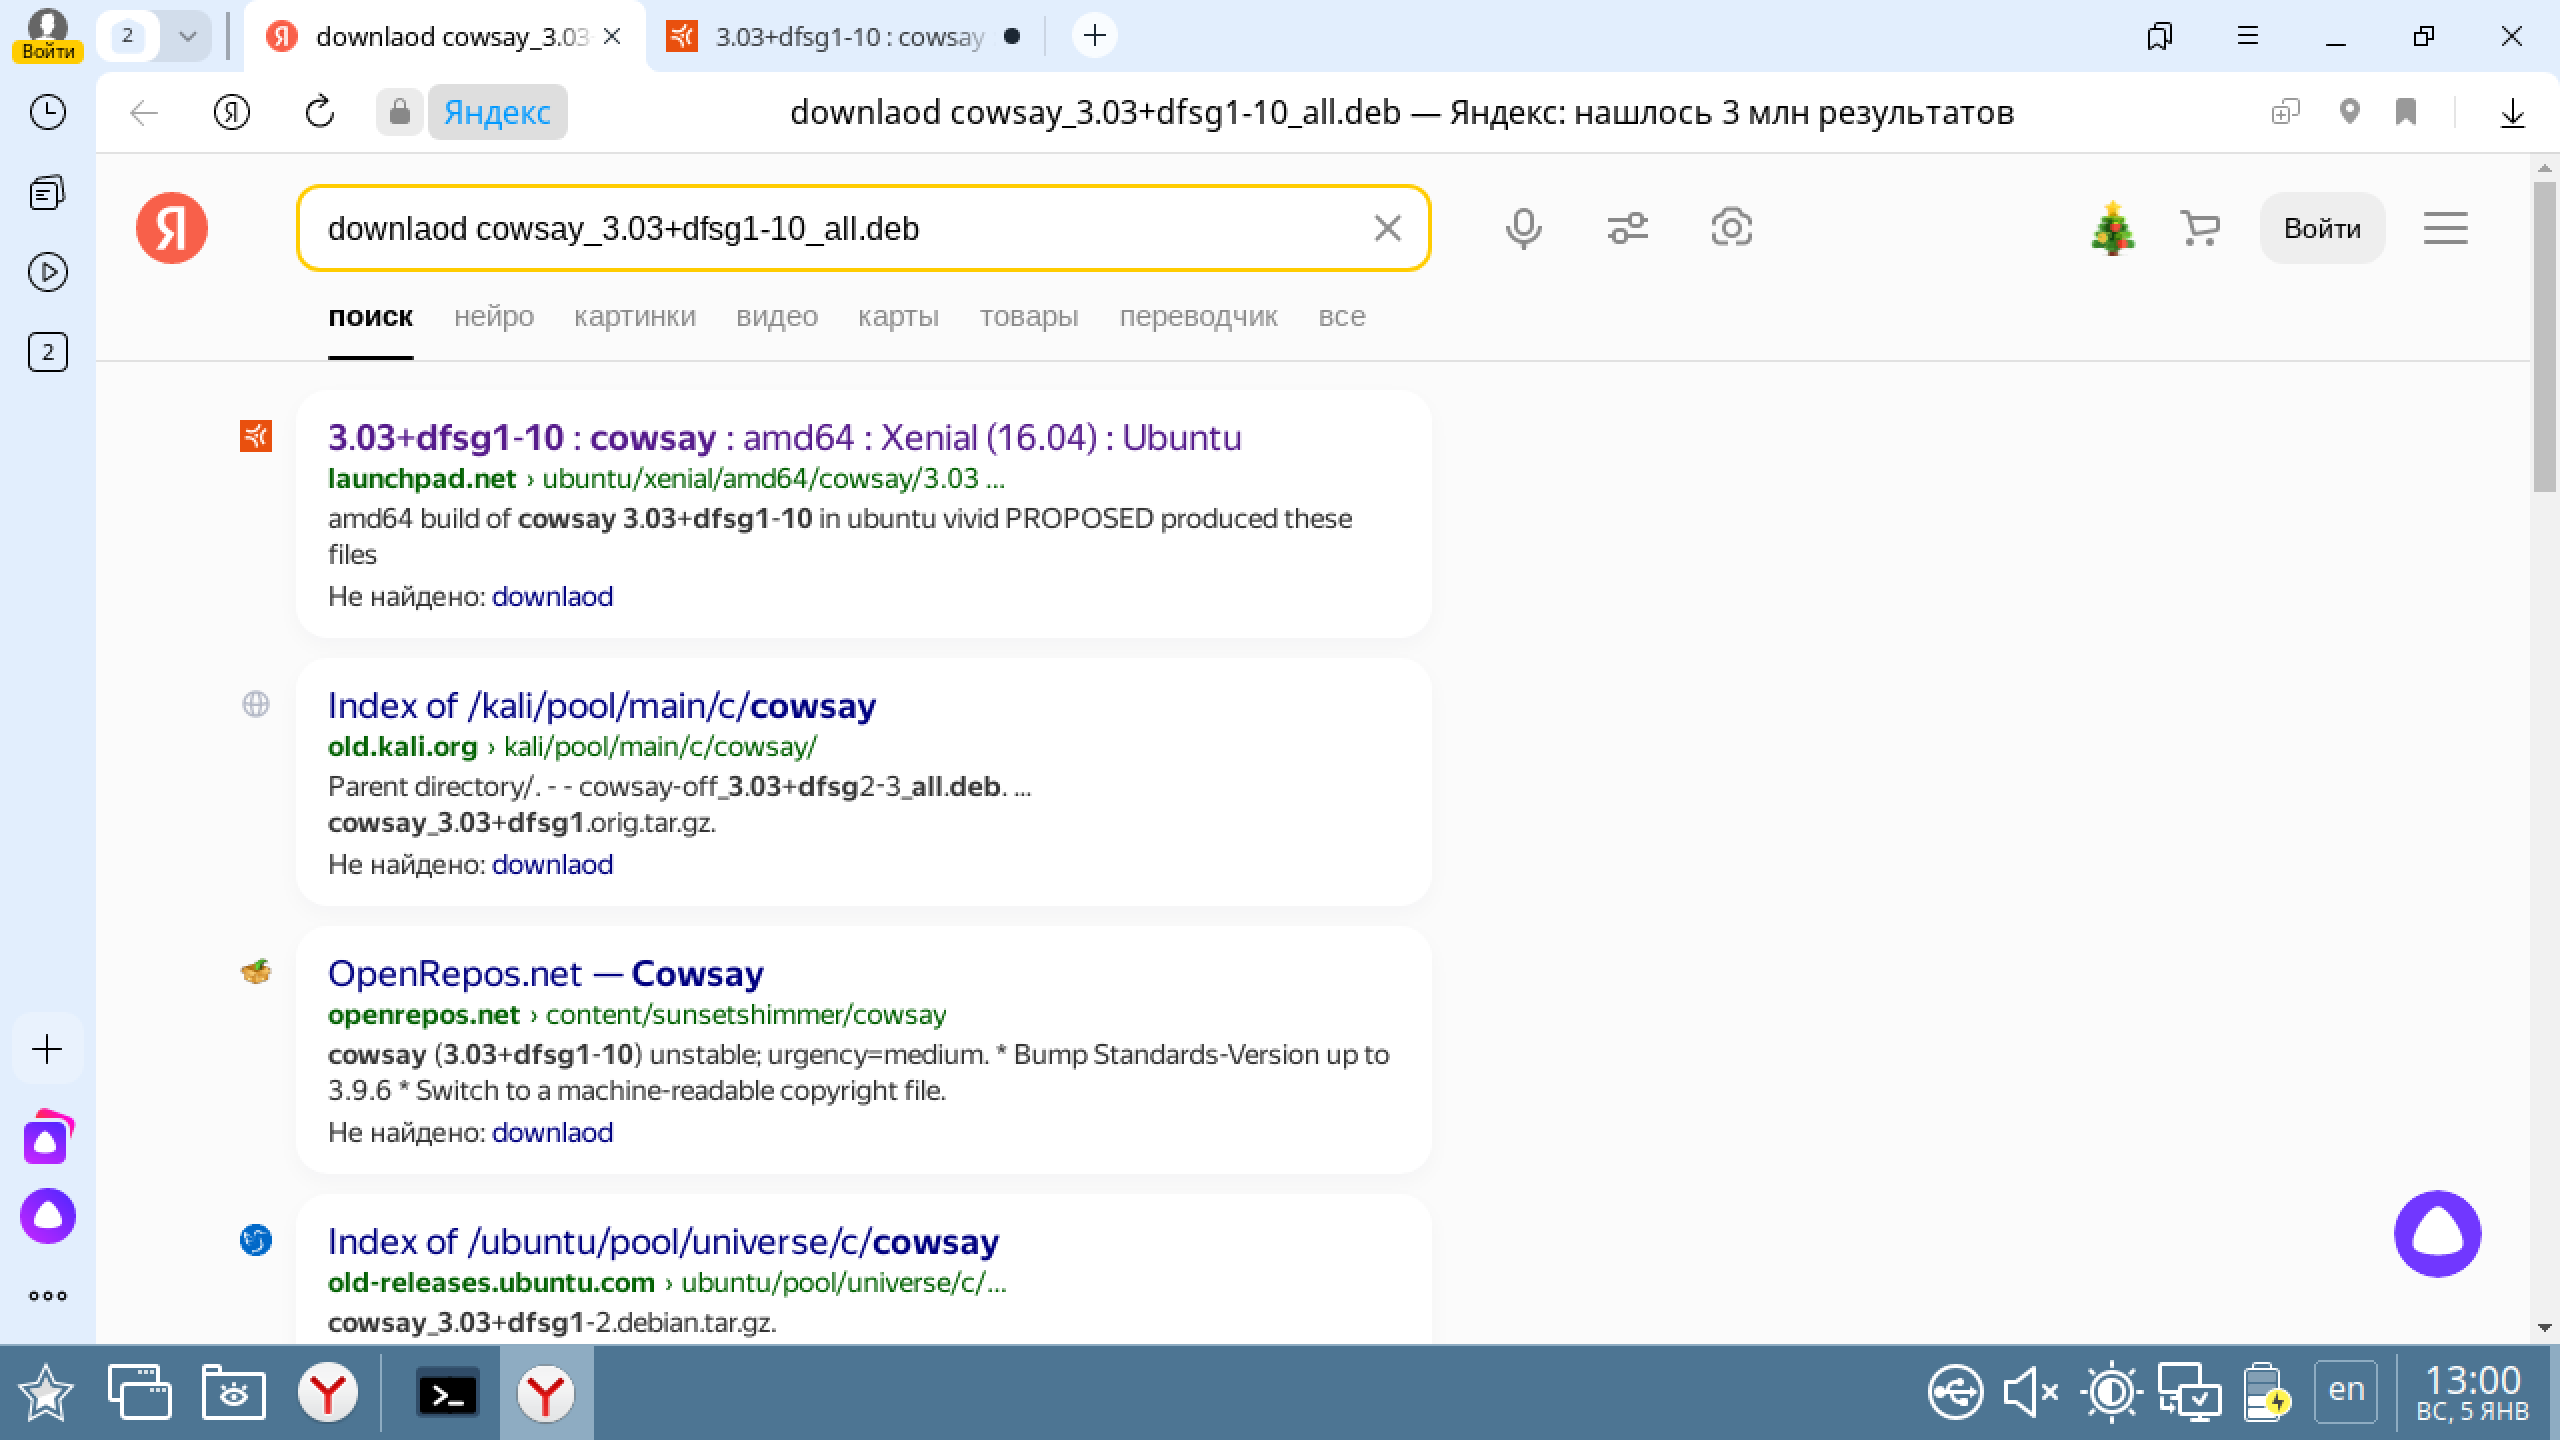 Войти
2
downlaod cowsay_3.03
3.03+dfsg1-10 : cowsay
Я
Яндекс
downlaod cowsay_3.03+dfsg1-10_all.deb — Яндекс: нашлось 3 млн результатов
2
Я
downlaod cowsay_3.03+dfsg1-10_all.deb
Войти
поиск нейро картинки видео карты товары переводчик все
3.03+dfsg1-10 : cowsay : amd64 : Xenial (16.04) : Ubuntu
launchpad.net › ubuntu/xenial/amd64/cowsay/3.03 ...
amd64 build of cowsay 3.03+dfsg1-10 in ubuntu vivid PROPOSED produced these
files
Не найдено: downlaod
Index of /kali/pool/main/c/cowsay
old.kali.org › kali/pool/main/c/cowsay/
Parent directory/. - - cowsay-off_3.03+dfsg2-3_all.deb. ...
cowsay_3.03+dfsg1.orig.tar.gz.
Не найдено: downlaod
OpenRepos.net — Cowsay
openrepos.net › content/sunsetshimmer/cowsay
cowsay (3.03+dfsg1-10) unstable; urgency=medium. * Bump Standards-Version up to
3.9.6 * Switch to a machine-readable copyright file.
Не найдено: downlaod
Index of /ubuntu/pool/universe/c/cowsay
old-releases.ubuntu.com › ubuntu/pool/universe/c/...
cowsay_3.03+dfsg1-2.debian.tar.gz.
en
13:00
ВС, 5 ЯНВ